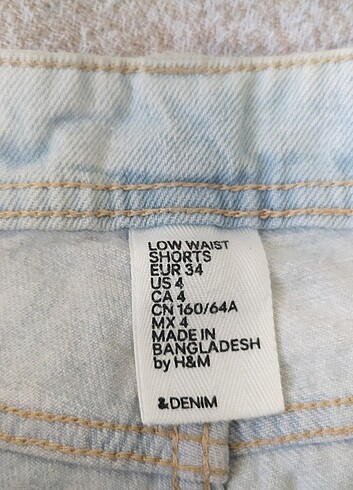 LOW WAIST
SHORTS
EUR 34
US 4
CA 4
CN 160/64A
MX 4
MADE IN
BANGLADESH
by H&M
&DENIM